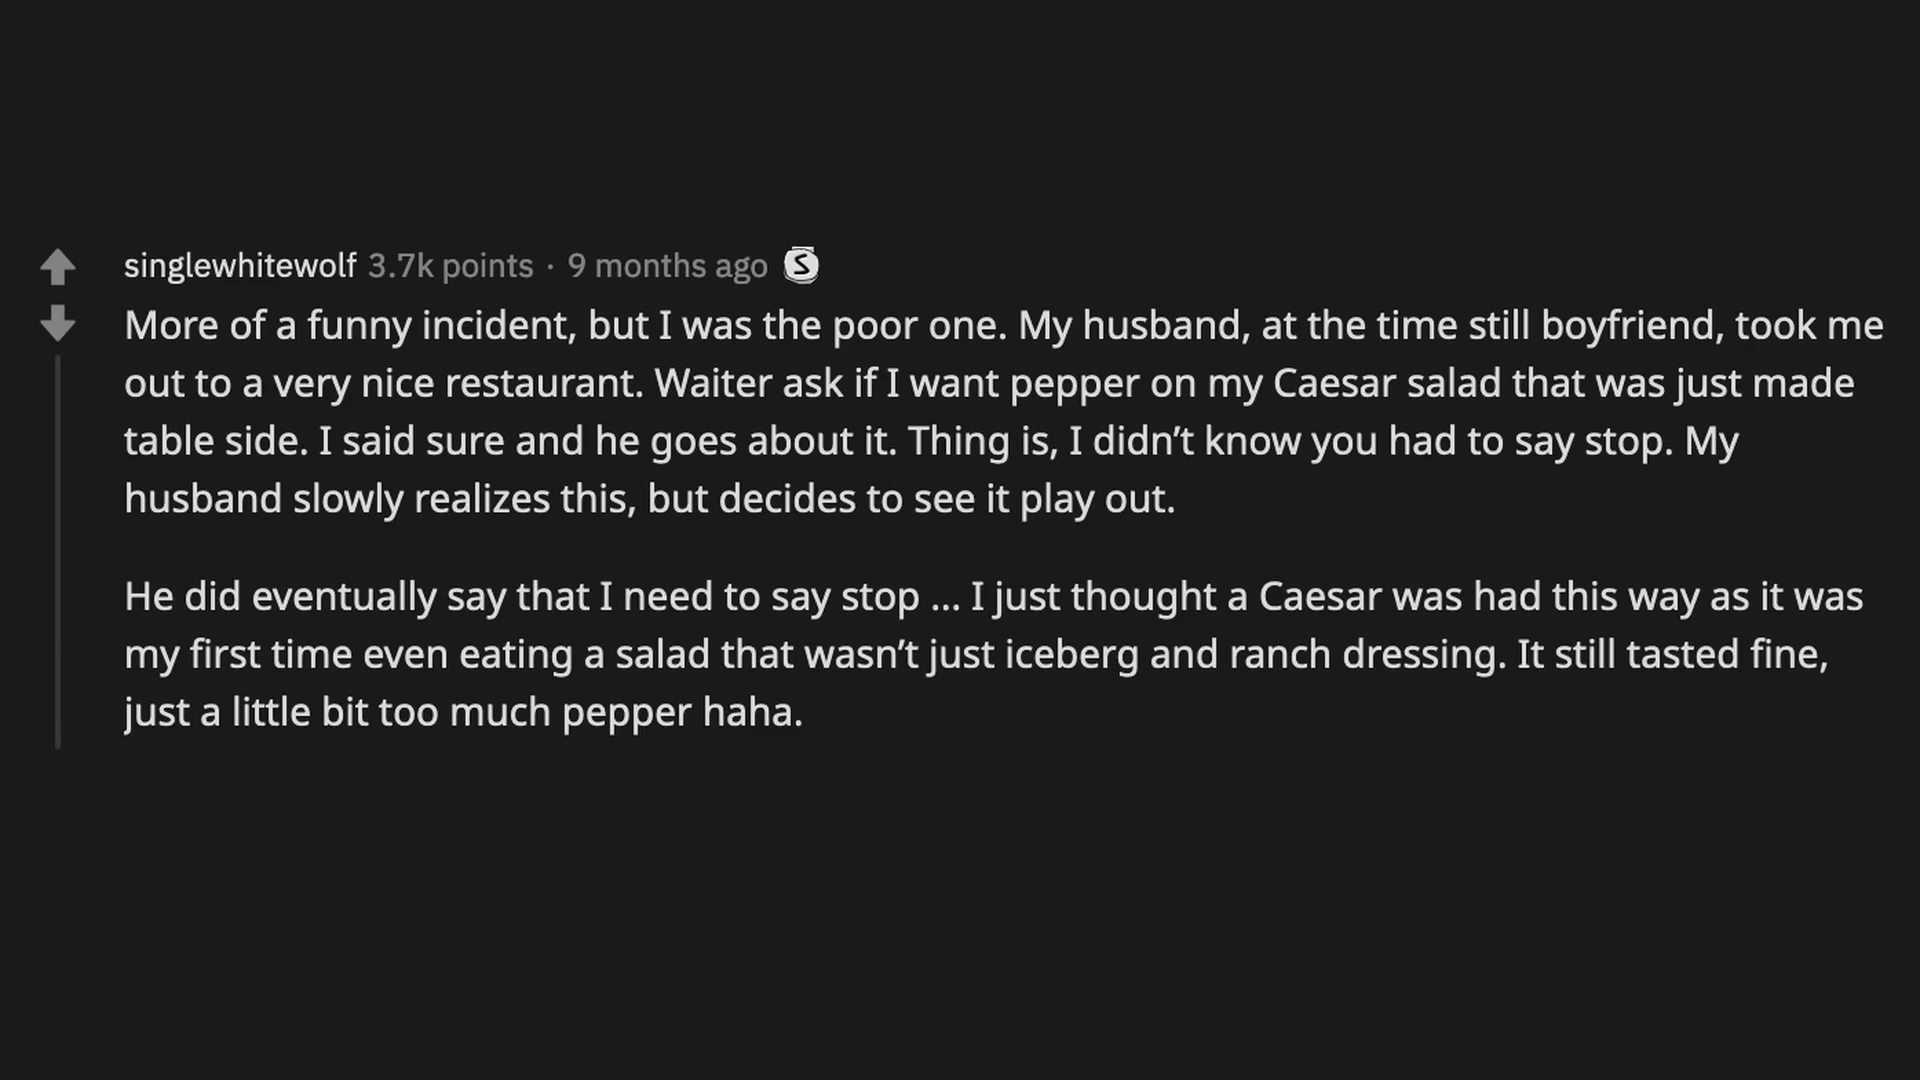 singlewhitewolf 3.7k points · 9 months ago S
More of a funny incident, but I was the poor one. My husband, at the time still boyfriend, took me
out to a very nice restaurant. Waiter ask if I want pepper on my Caesar salad that was just made
table side. I said sure and he goes about it. Thing is, I didn’t know you had to say stop. My
husband slowly realizes this, but decides to see it play out.
He did eventually say that I need to say stop ... I just thought a Caesar was had this way as it was
my first time even eating a salad that wasn’t just iceberg and ranch dressing. It still tasted fine,
just a little bit too much pepper haha.